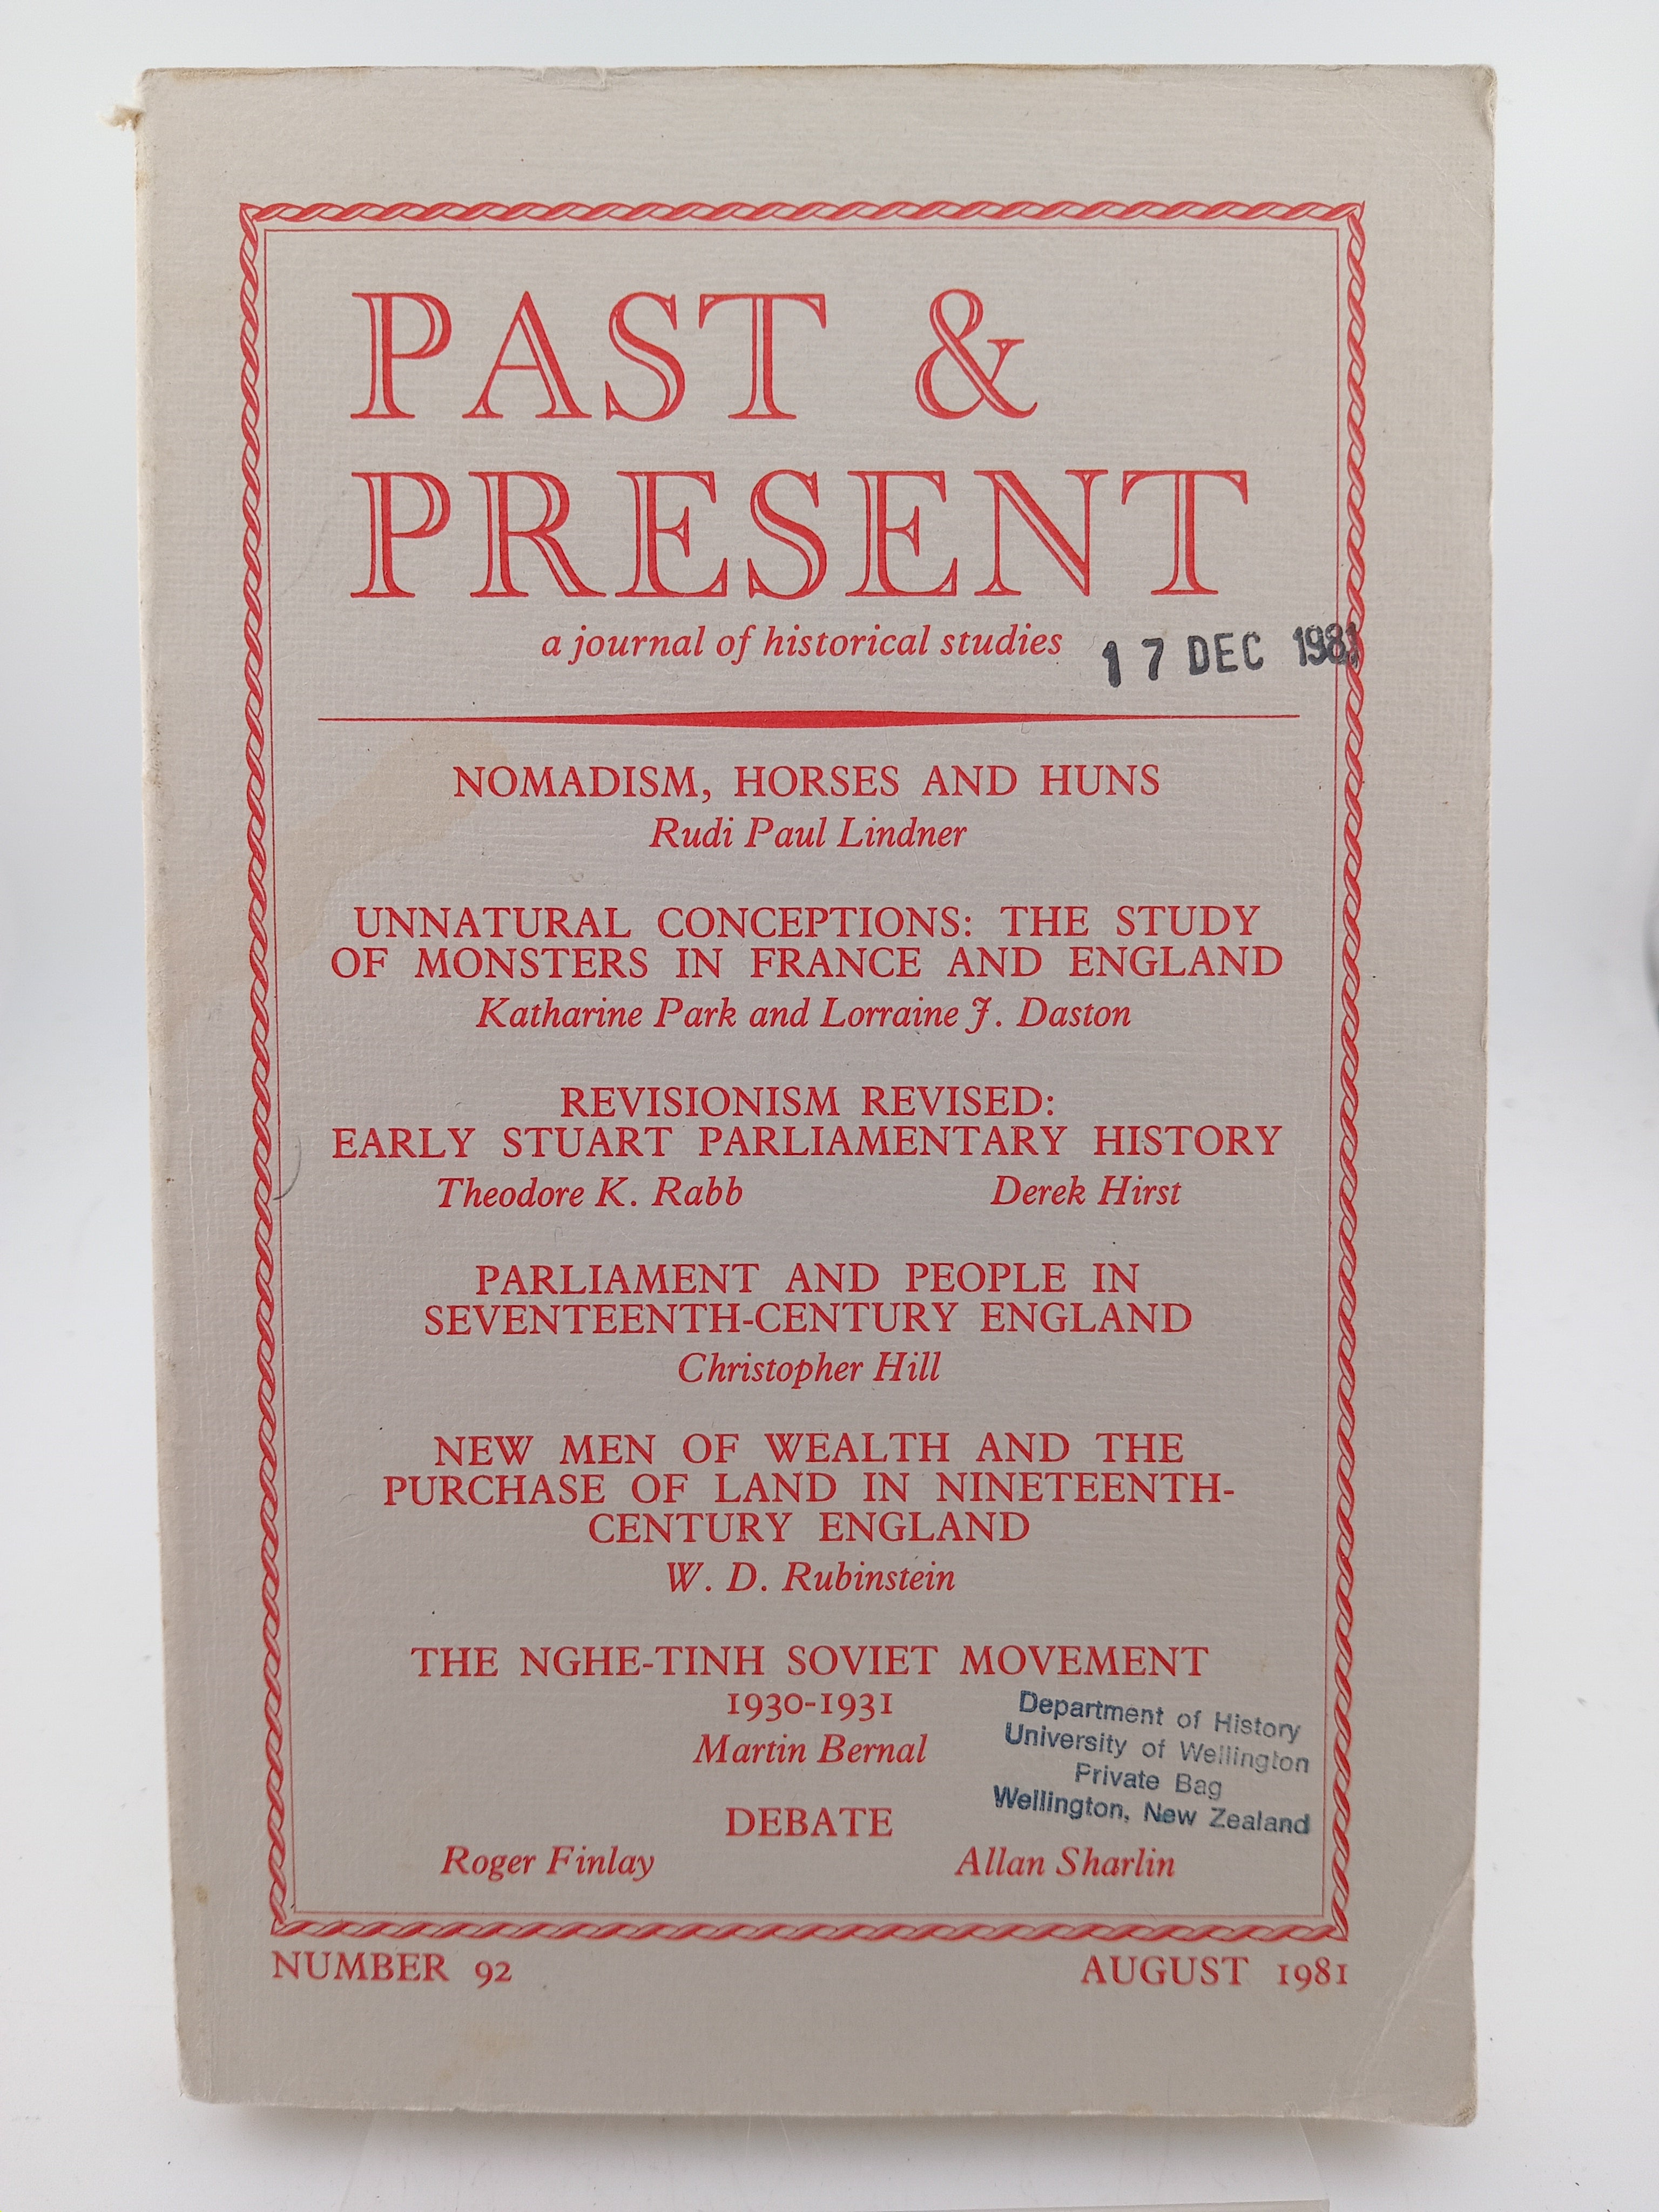 PAST &
PRESENT
a journal of historical studies
17 DEC 1981
NOMADISM, HORSES AND HUNS
Rudi Paul Lindner
UNNATURAL CONCEPTIONS: THE STUDY
OF MONSTERS IN FRANCE AND ENGLAND
Katharine Park and Lorraine J. Daston
REVISIONISM REVISED:
EARLY STUART PARLIAMENTARY HISTORY
Theodore K. Rabb Derek Hirst
PARLIAMENT AND PEOPLE IN
SEVENTEENTH-CENTURY ENGLAND
Christopher Hill
NEW MEN OF WEALTH AND THE
PURCHASE OF LAND IN NINETEENTH-
CENTURY ENGLAND
W. D. Rubinstein
THE NGHE-TINH SOVIET MOVEMENT
1930-1931
Martin Bernal
Department of History
University of Wellington
Private Bag
Wellington, New Zealand
DEBATE
Roger Finlay Allan Sharlin
NUMBER 92 AUGUST 1981